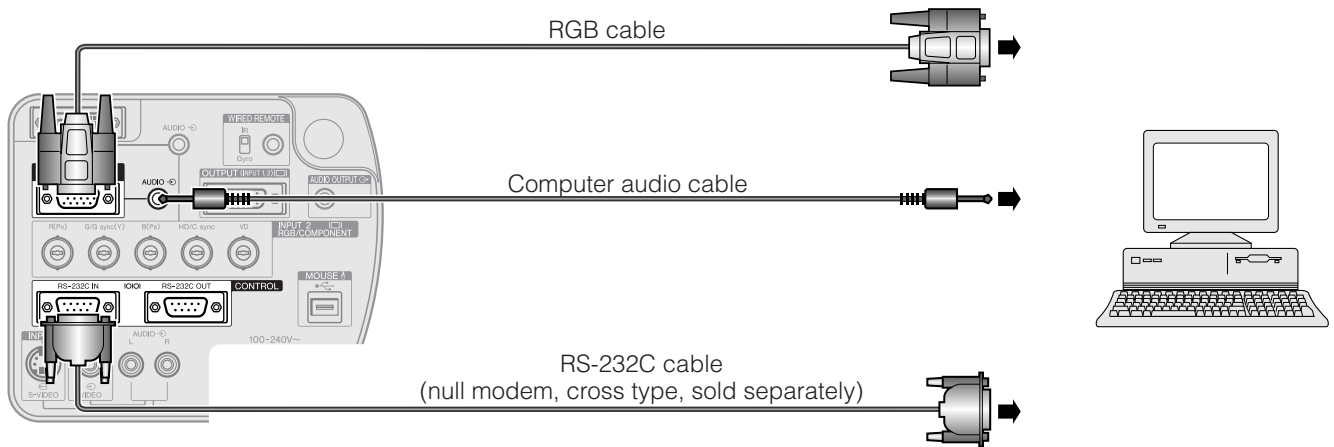 RGB cable
AUDIO
WIRED REMOTE
IR
Gyro
AUDIO
OUTPUT (INPUT 1, 2)
AUDIO OUTPUT
Computer audio cable
R(PR)
G/G sync(Y)
B(PB)
HD/C sync
VD
INPUT 2
RGB/COMPONENT
RS-232C IN
IOIOI
RS-232C OUT
CONTROL
MOUSE
AUDIO
L
R
100-240V~
S-VIDEO
RS-232C cable
(null modem, cross type, sold separately)